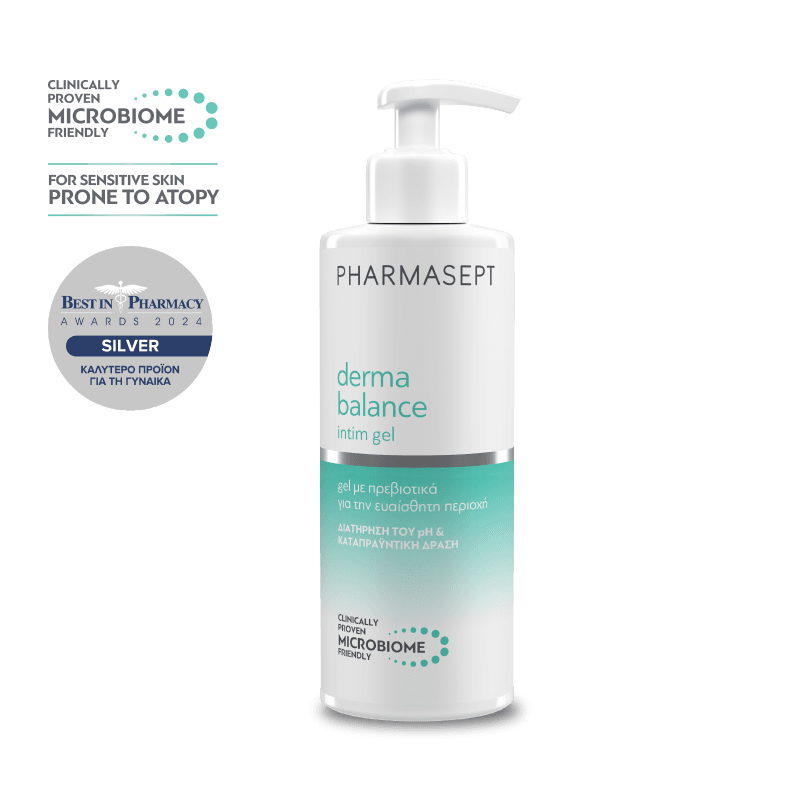 CLINICALLY
PROVEN
MICROBIOME
FRIENDLY
FOR SENSITIVE SKIN
PRONE TO ATOPY
BEST IN PHARMACY
AWARDS 2024
SILVER
ΚΑΛΥΤΕΡΟ ΠΡΟΪΟΝ
ΓΙΑ ΤΗ ΓΥΝΑΙΚΑ
PHARMASEPT
derma
balance
intim gel
gel με πρεβιοτικά
για την ευαίσθητη περιοχή
ΔΙΑΤΗΡΗΣΗ ΤΟΥ pH &
ΚΑΤΑΠΡΑΫΝΤΙΚΗ ΔΡΑΣΗ
CLINICALLY
PROVEN
MICROBIOME
FRIENDLY